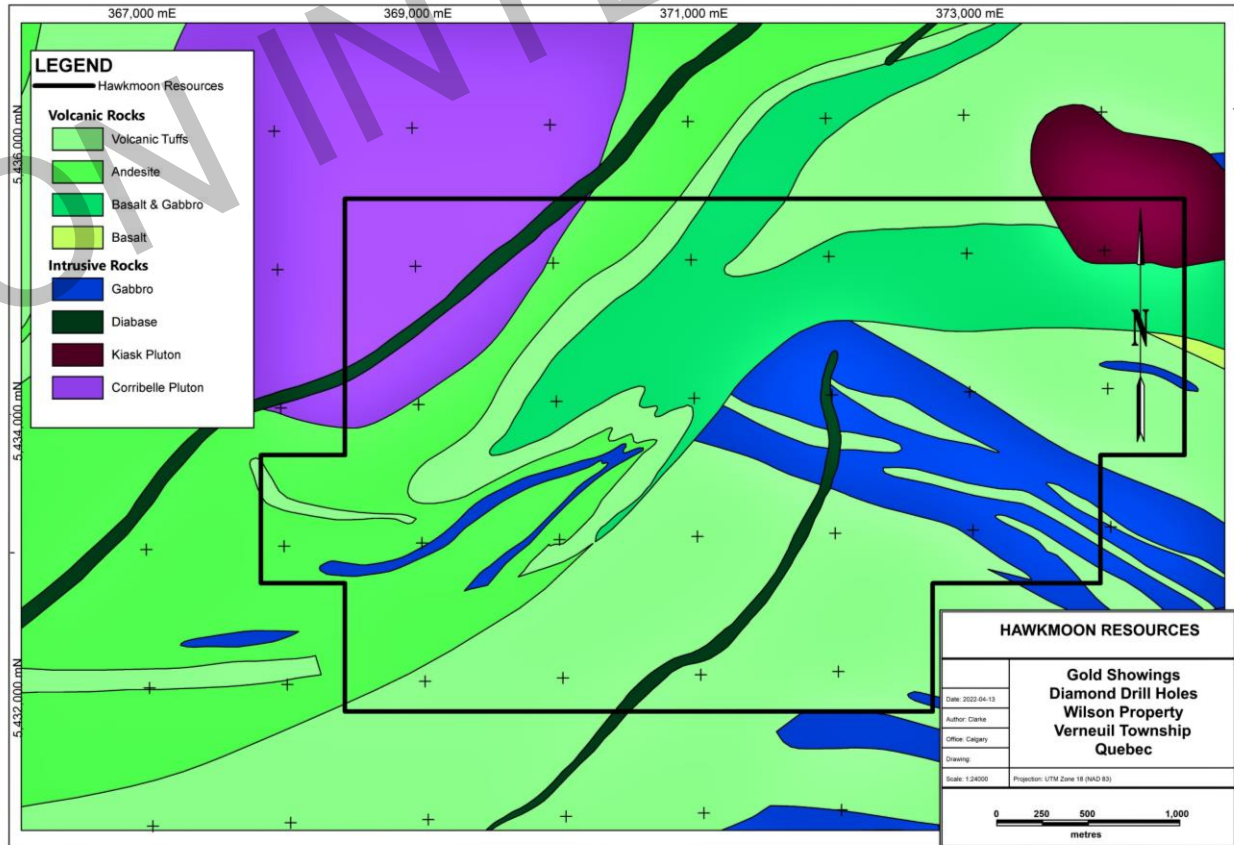 367,000 mE 369,000 mE 371,000 mE 373,000 mE
ON INTE
LEGEND
Hawkmoon Resources
Volcanic Rocks
Volcanic Tuffs
Andesite
Basalt & Gabbro
Basalt
Intrusive Rocks
Gabbro
Diabase
Kiask Pluton
Corribelle Pluton
5,436,000 mN
5,434,000 mN
5,432,000 mN
N
HAWKMOON RESOURCES
Gold Showings
Diamond Drill Holes
Wilson Property
Verneuil Township
Quebec
Date: 2022-04-13
Author: Clarke
Office: Calgary
Drawing:
Scale: 1:24000
Projection: UTM Zone 18 (NAD 83)
0 250 500 1,000
metres